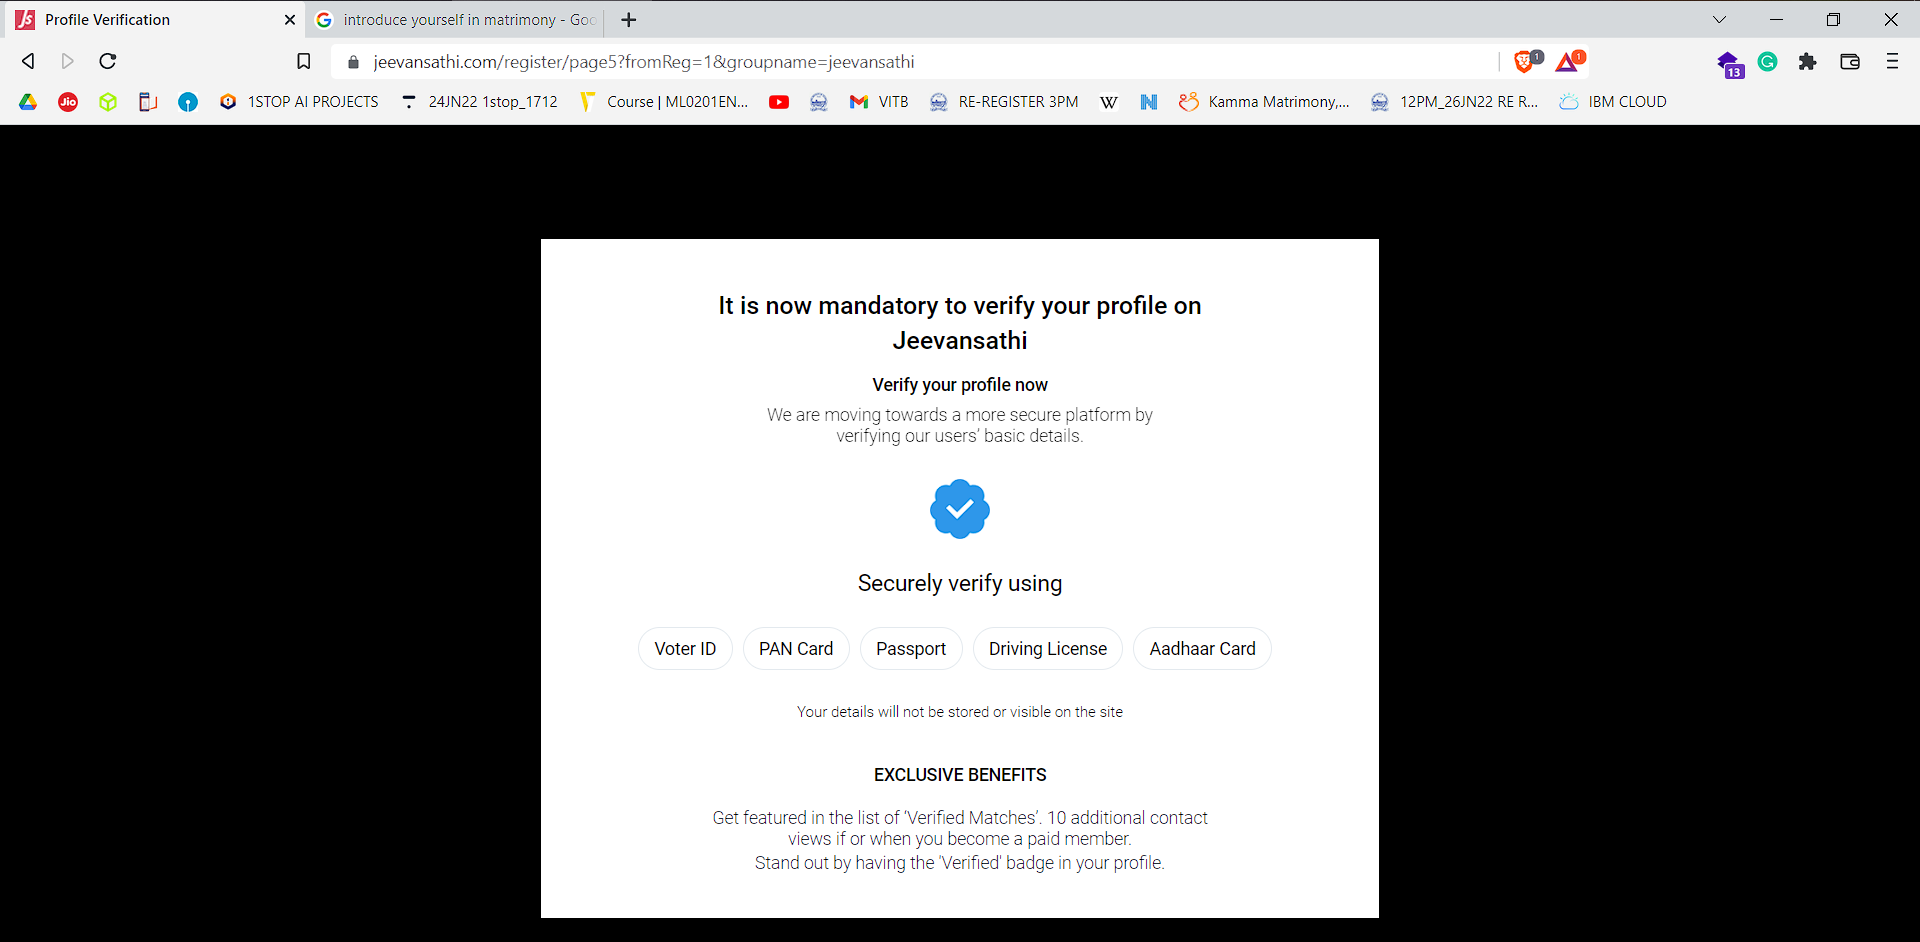 Profile Verification
introduce yourself in matrimony - Goo
jeevansathi.com/register/page5?fromReg=1&groupname=jeevansathi
1
1
13
Jio
1STOP AI PROJECTS
24JN22 1stop_1712
Course | ML0201EN...
VITB
RE-REGISTER 3PM
W
Kamma Matrimony,...
12PM_26JN22 RE R...
IBM CLOUD
It is now mandatory to verify your profile on
Jeevansathi
Verify your profile now
We are moving towards a more secure platform by
verifying our users’ basic details.
Securely verify using
Voter ID PAN Card Passport Driving License Aadhaar Card
Your details will not be stored or visible on the site
EXCLUSIVE BENEFITS
Get featured in the list of ‘Verified Matches’. 10 additional contact
views if or when you become a paid member.
Stand out by having the 'Verified' badge in your profile.